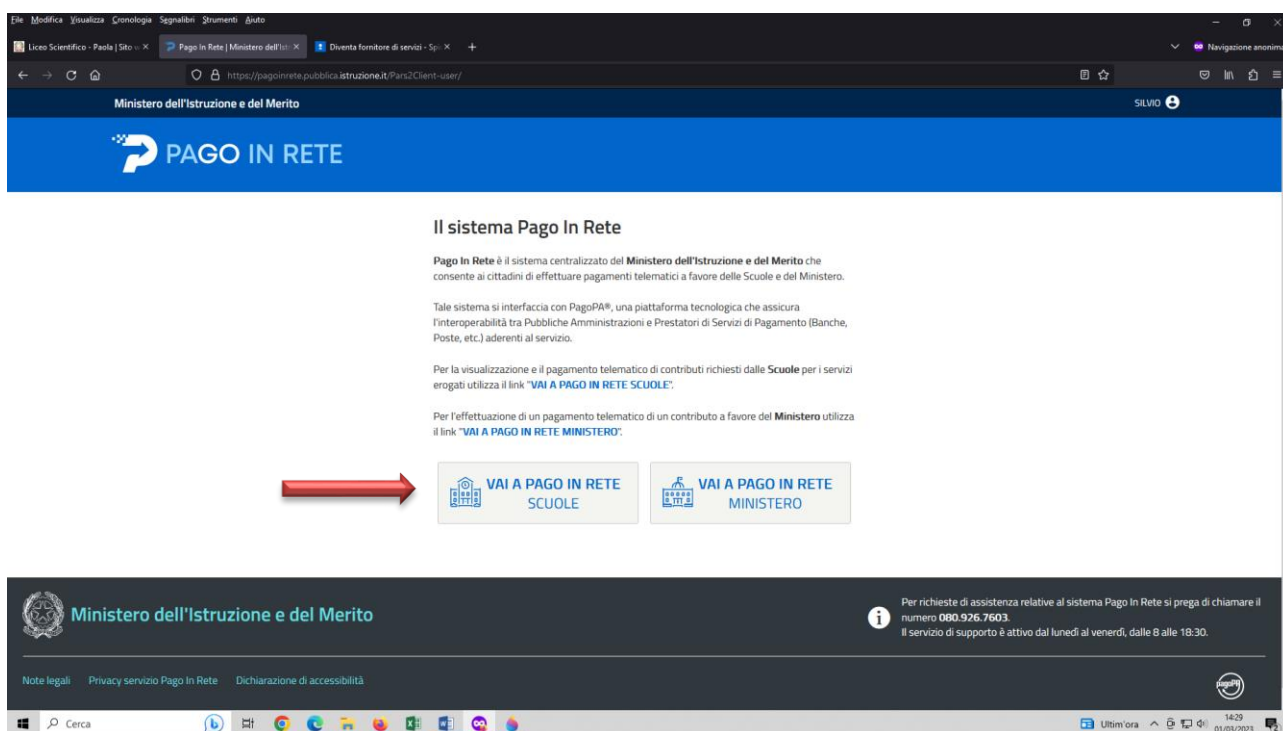 File Modifica Visualizza Cronologia Segnalibri Strumenti Aiuto
Liceo Scientifico - Paola | Sito
Pago In Rete | Ministero dell'Ist
Diventa fornitore di servizi - Spi
Navigazione anonima
https://pagoinrete.pubblica.istruzione.it/Pars2Client-user/
Ministero dell'Istruzione e del Merito
SILVIO
PAGO IN RETE
Il sistema Pago In Rete
Pago In Rete è il sistema centralizzato del Ministero dell'Istruzione e del Merito che
consente ai cittadini di effettuare pagamenti telematici a favore delle Scuole e del Ministero.
Tale sistema si interfaccia con PagoPA®, una piattaforma tecnologica che assicura
l'interoperabilità tra Pubbliche Amministrazioni e Prestatori di Servizi di Pagamento (Banche,
Poste, etc.) aderenti al servizio.
Per la visualizzazione e il pagamento telematico di contributi richiesti dalle Scuole per i servizi
erogati utilizza il link "VAI A PAGO IN RETE SCUOLE".
Per l'effettuazione di un pagamento telematico di un contributo a favore del Ministero utilizza
il link "VAI A PAGO IN RETE MINISTERO".
VAI A PAGO IN RETE
SCUOLE
VAI A PAGO IN RETE
MINISTERO
Ministero dell'Istruzione e del Merito
Per richieste di assistenza relative al sistema Pago In Rete si prega di chiamare il
numero 080.926.7603.
Il servizio di supporto è attivo dal lunedì al venerdì, dalle 8 alle 18:30.
Note legali Privacy servizio Pago In Rete Dichiarazione di accessibilità
pagoPA
Cerca
Ultim'ora
14:29
01/03/2023